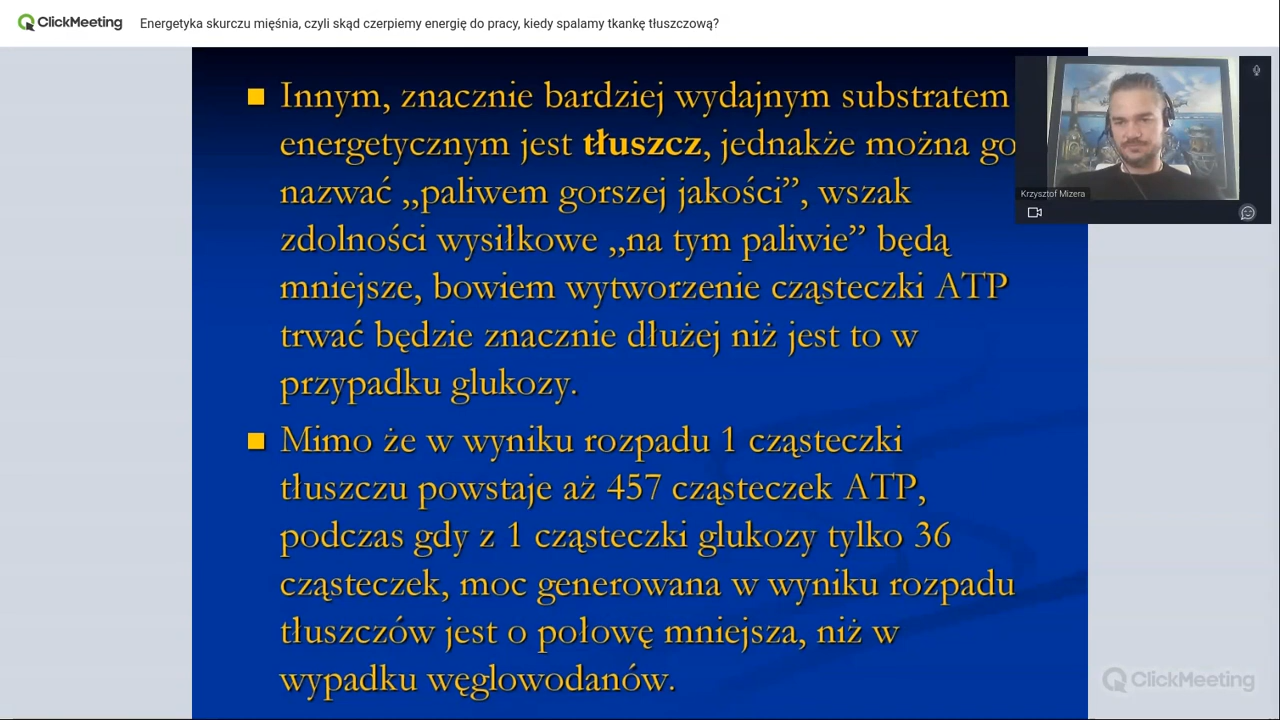 ClickMeeting Energetyka skurczu mięśnia, czyli skąd czerpiemy energię do pracy, kiedy spalamy tkankę tłuszczową?
Innym, znacznie bardziej wydajnym substratem
energetycznym jest tłuszcz, jednakże można go
nazwać „paliwem gorszej jakości”, wszak
zdolności wysiłkowe „na tym paliwie” będą
mniejsze, bowiem wytworzenie cząsteczki ATP
trwać będzie znacznie dłużej niż jest to w
przypadku glukozy.
Mimo że w wyniku rozpadu 1 cząsteczki
tłuszczu powstaje aż 457 cząsteczek ATP,
podczas gdy z 1 cząsteczki glukozy tylko 36
cząsteczek, moc generowana w wyniku rozpadu
tłuszczów jest o połowę mniejsza, niż w
wypadku węglowodanów.
Krzysztof Mizera
ClickMeeting